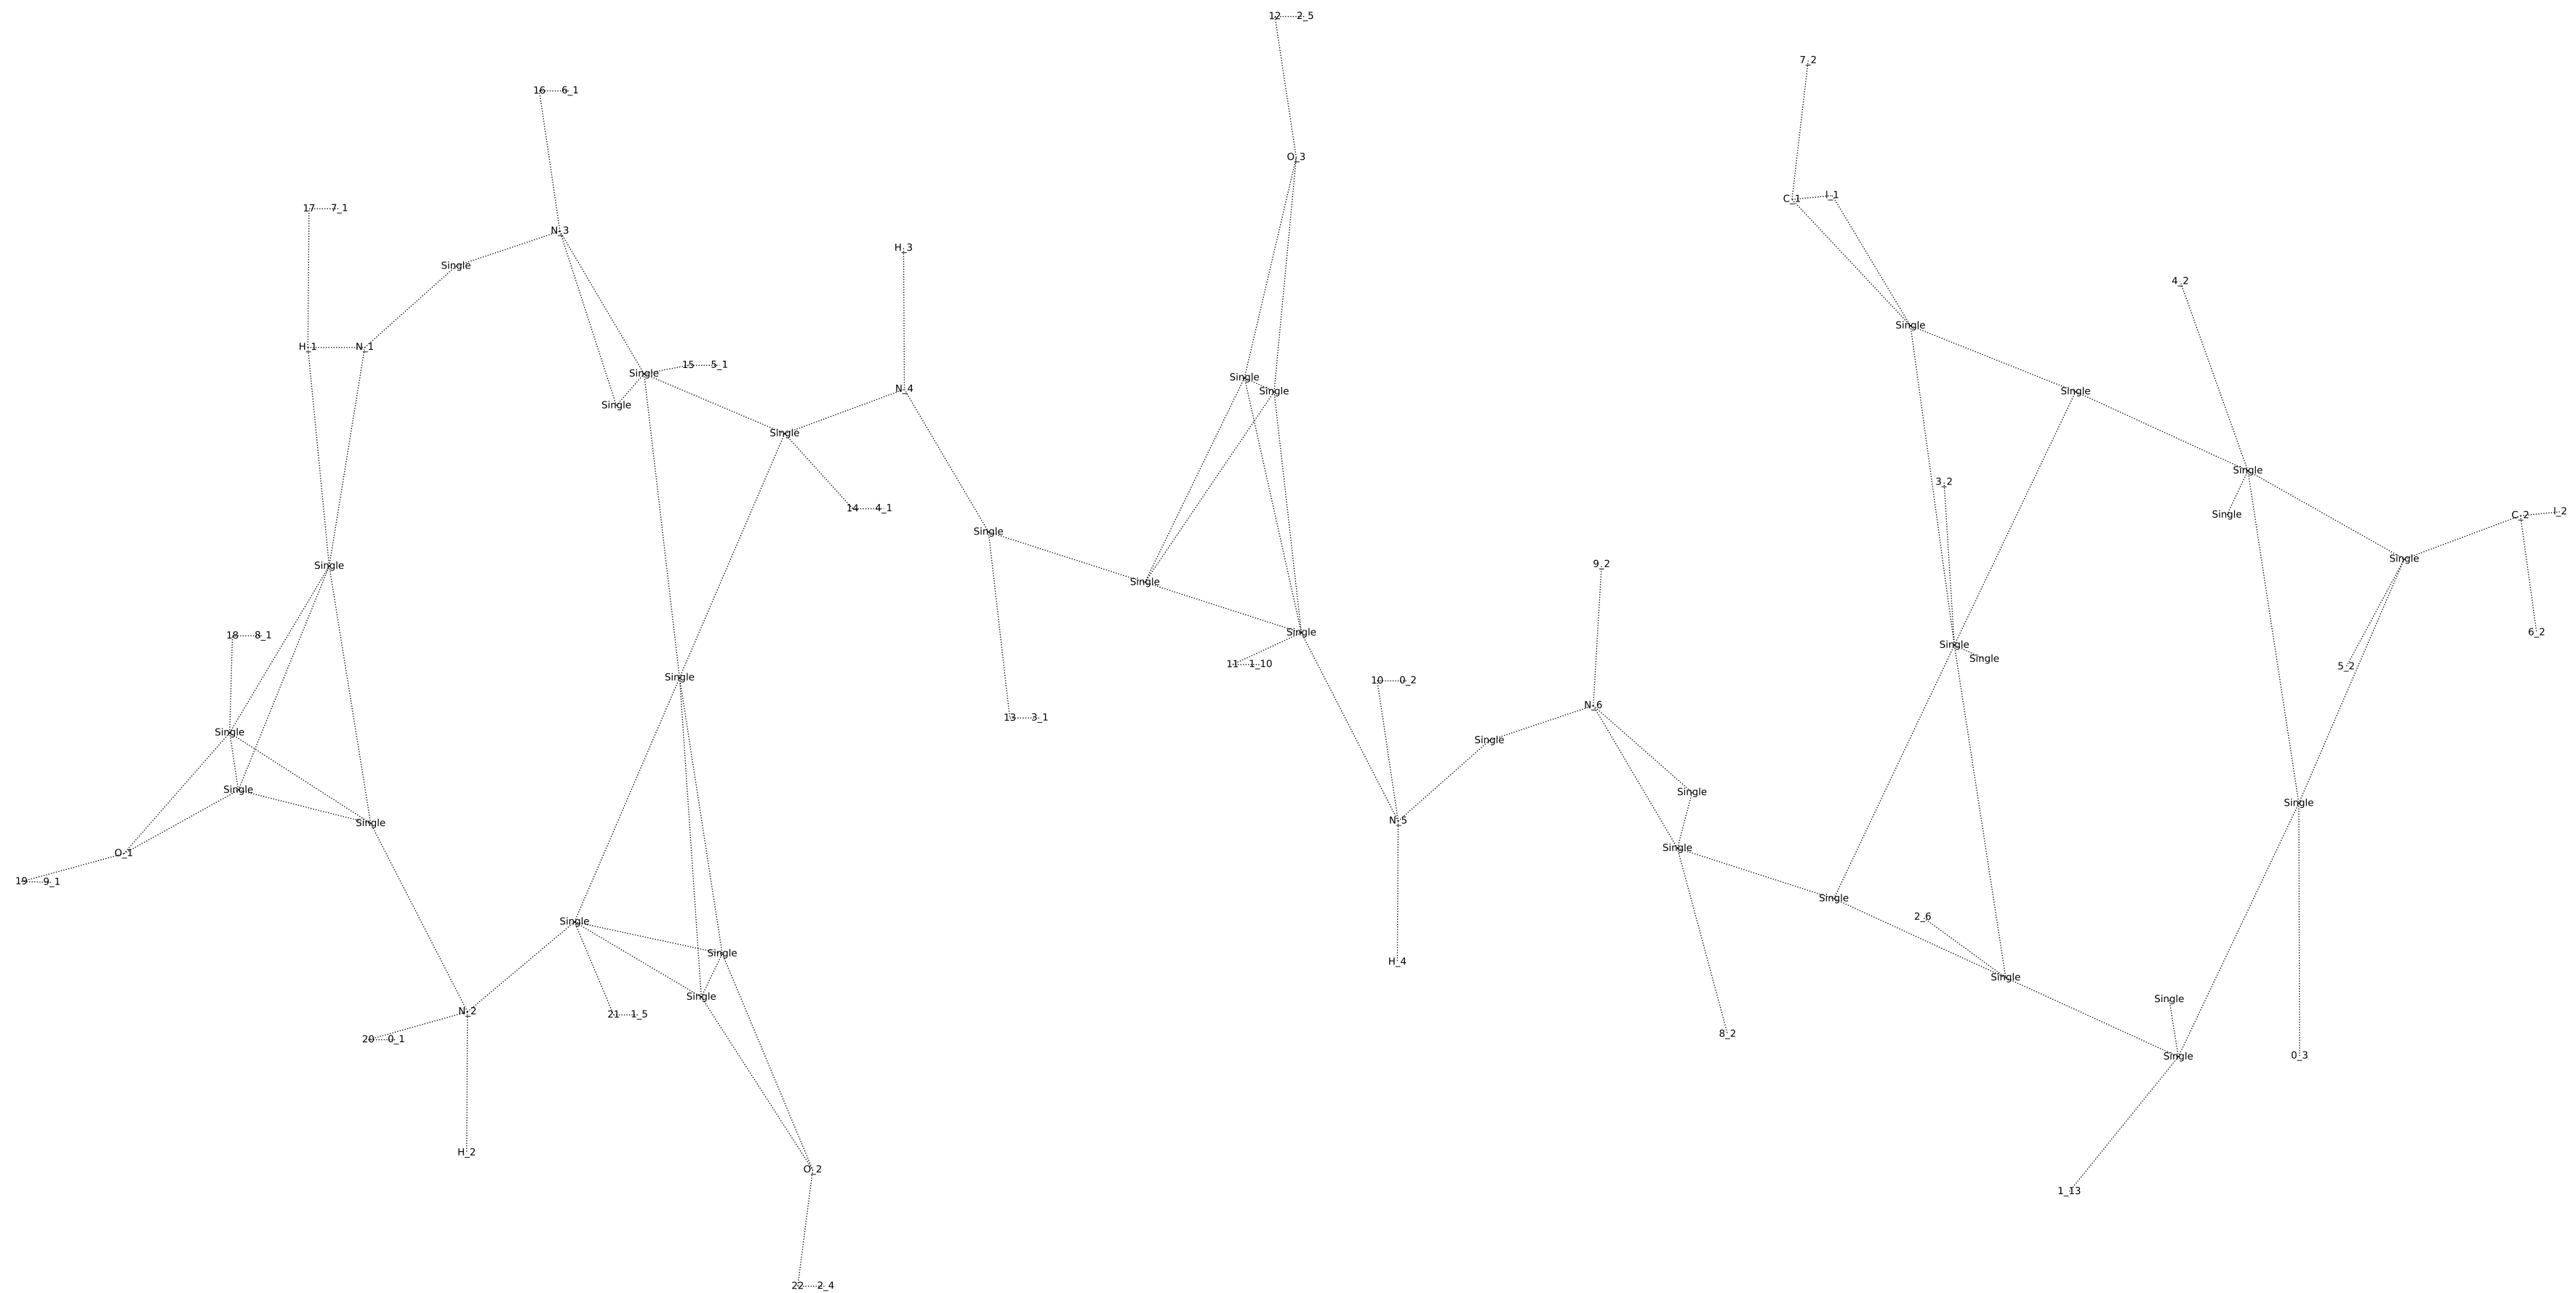 12 2_5
7_2
16 6_1
O_3
C_1 I_1
17 7_1
N_3
H_3
Single
4_2
Single
H_1 N_1
15 5_1
Single
Single
N_4
Single
Single
Single
Single
Single
Single
3_2
14 4_1
C_2 I_2
Single
Single
Single
9_2
Single
Single
18 8_1
Single
6_2
Single
Single
11 1_10
5_2
Single
10 0_2
N_6
13 3_1
Single
Single
Single
Single
Single
N_5
Single
Single
O_1
19 9_1
Single
2_6
Single
Single
H_4
Single
Single
Single
N_2
21 1_5
8_2
20 0_1
Single
0_3
H_2
O_2
1_13
22 2_4